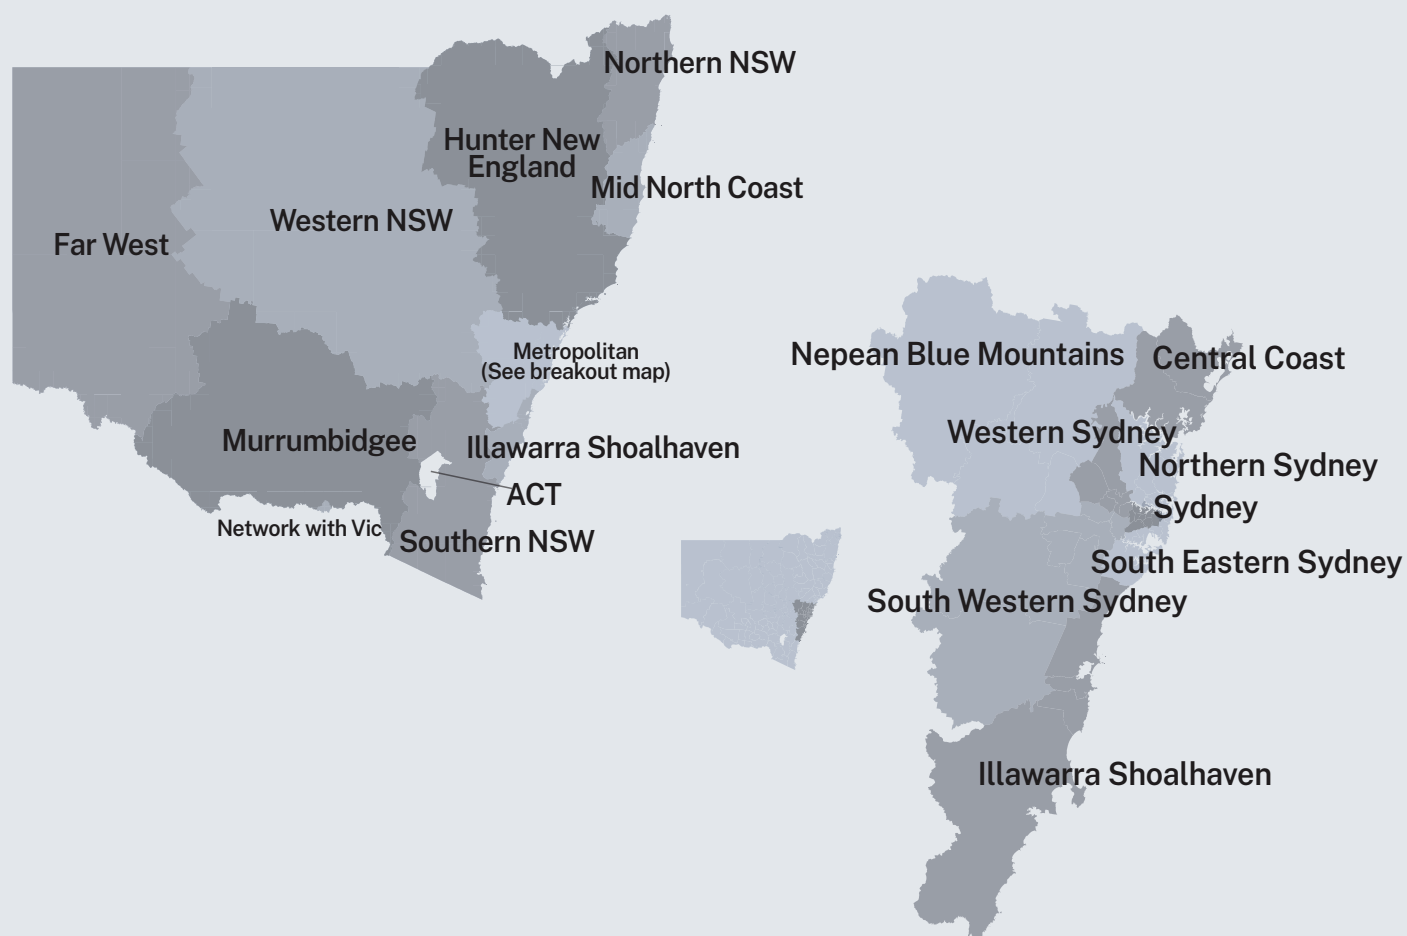 Northern NSW
Hunter New
England
Mid North Coast
Western NSW
Far West
Metropolitan
(See breakout map)
Murrumbidgee
Illawarra Shoalhaven
ACT
Network with Vic
Southern NSW
Nepean Blue Mountains
Central Coast
Western Sydney
Northern Sydney
Sydney
South Eastern Sydney
South Western Sydney
Illawarra Shoalhaven